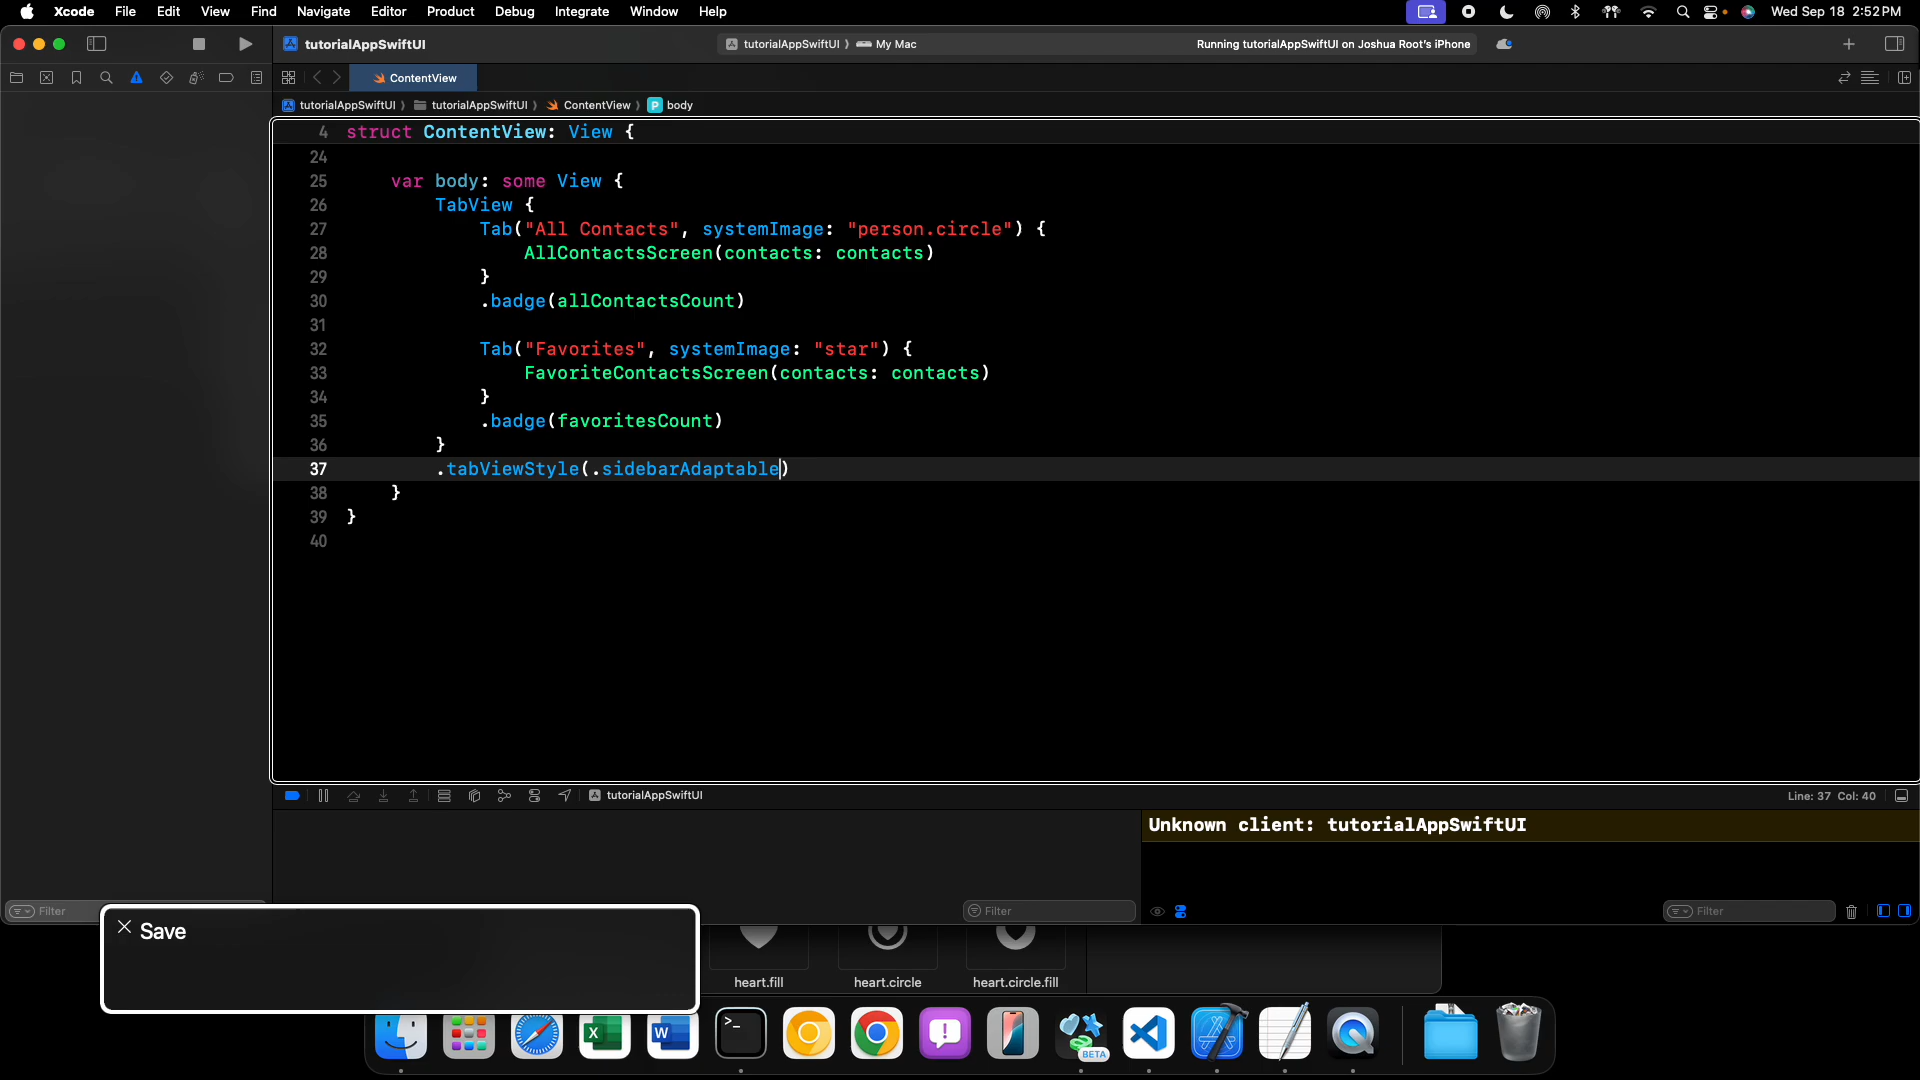 Xcode File Edit View Find Navigate Editor Product Debug Integrate Window Help Wed Sep 18 2:52 PM
tutorialAppSwiftUI tutorialAppSwiftUI My Mac Running tutorialAppSwiftUI on Joshua Root's iPhone
ContentView
tutorialAppSwiftUI tutorialAppSwiftUI ContentView P body
4 struct ContentView: View {
24
25 var body: some View {
26 TabView {
27 Tab("All Contacts", systemImage: "person.circle") {
28 AllContactsScreen(contacts: contacts)
29 }
30 .badge(allContactsCount)
31
32 Tab("Favorites", systemImage: "star") {
33 FavoriteContactsScreen(contacts: contacts)
34 }
35 .badge(favoritesCount)
36 }
37 .tabViewStyle(.sidebarAdaptable)
38 }
39 }
40
tutorialAppSwiftUI Line: 37 Col: 40
Unknown client: tutorialAppSwiftUI
Filter Filter Filter
Save
heart.fill heart.circle heart.circle.fill
BETA